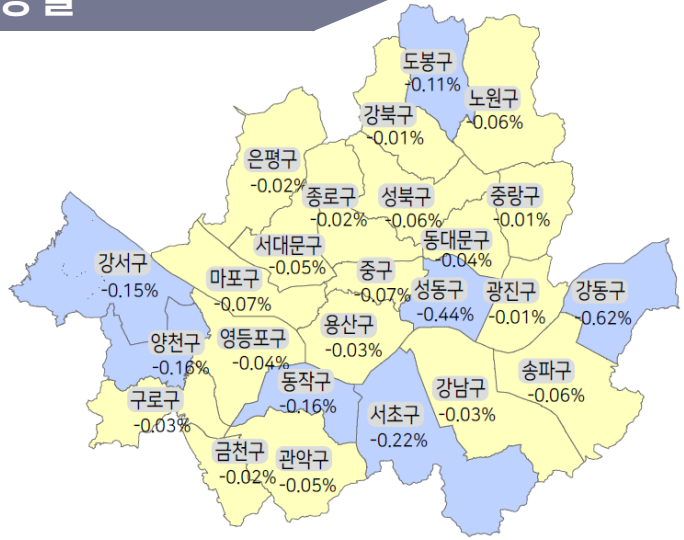 도봉구
-0.11%
노원구
-0.06%
강북구
-0.01%
은평구
-0.02%
종로구
-0.02%
성북구
-0.06%
중랑구
-0.01%
서대문구
-0.05%
동대문구
-0.04%
강서구
-0.15%
마포구
-0.07%
중구
-0.07%
성동구
-0.44%
광진구
-0.01%
강동구
-0.62%
양천구
-0.16%
영등포구
-0.04%
용산구
-0.03%
동작구
-0.16%
구로구
-0.03%
서초구
-0.22%
강남구
-0.03%
송파구
-0.06%
금천구
-0.02%
관악구
-0.05%